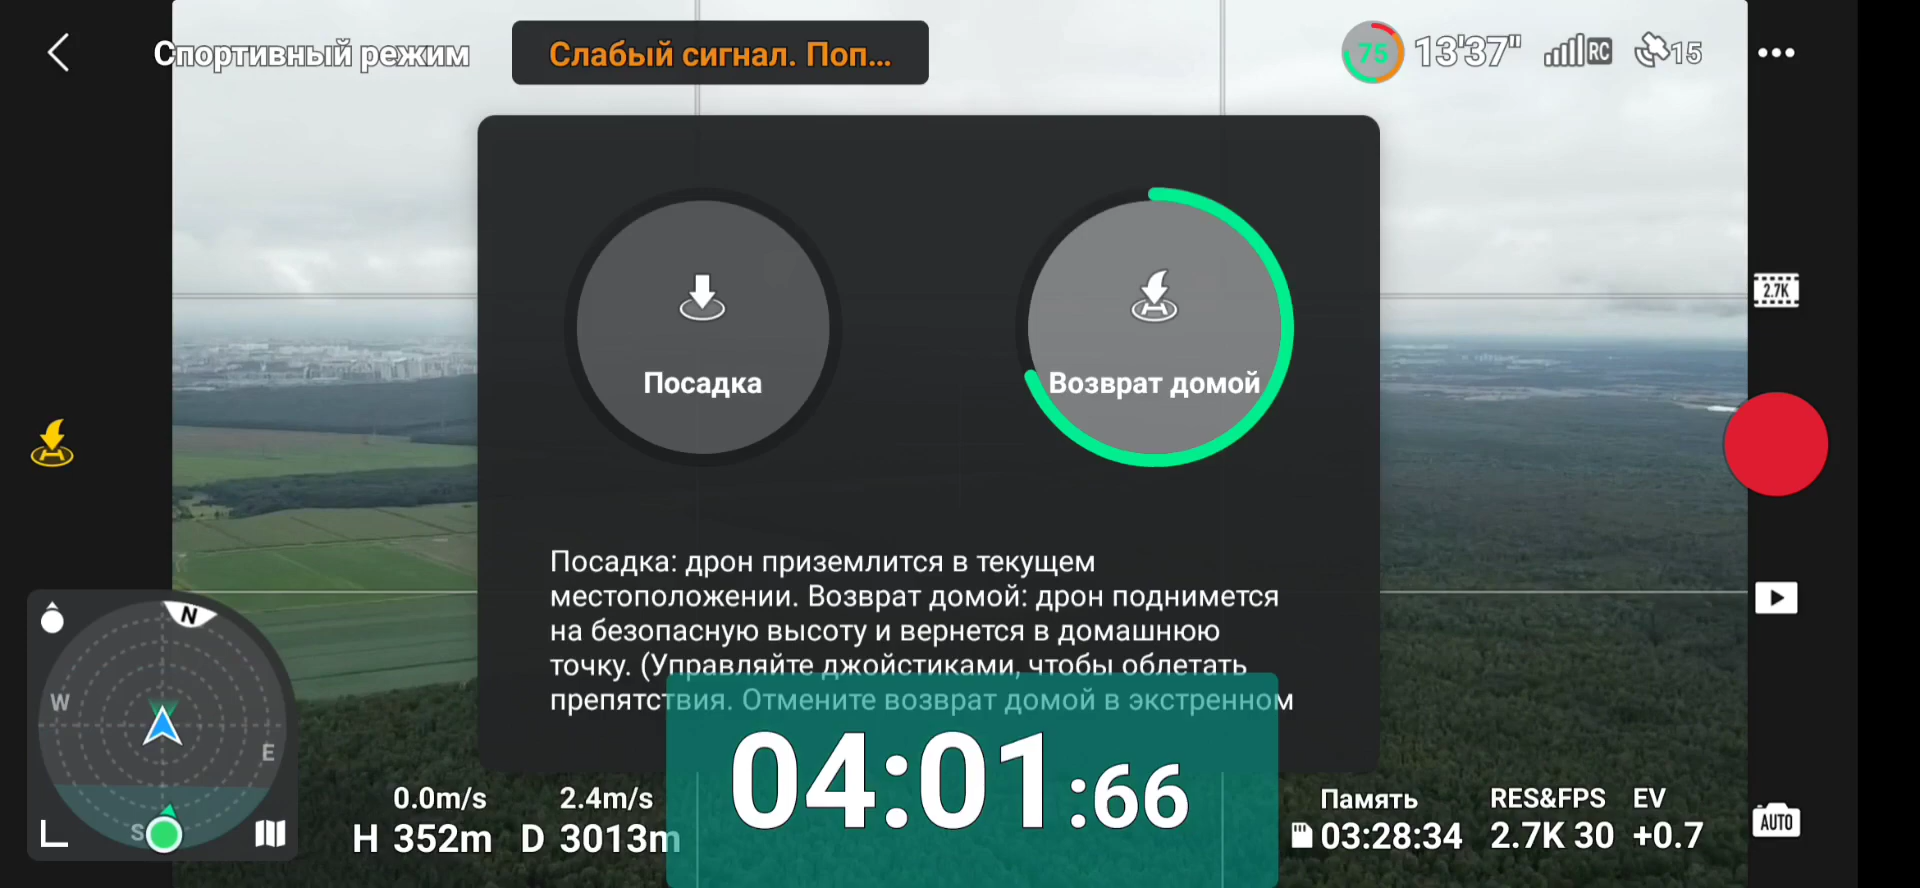 Спортивный режим
Слабый сигнал. Поп...
75
13'37"
RC
15
2.7K
Посадка
Возврат домой
Посадка: дрон приземлится в текущем
местоположении. Возврат домой: дрон поднимется
на безопасную высоту и вернется в домашнюю
точку. (Управляйте джойстиками, чтобы облетать
препятствия. Отмените возврат домой в экстренном
N
W
E
S
0.0m/s
2.4m/s
H 352m
D 3013m
04:01:66
Память
03:28:34
RES&FPS
2.7K 30
EV
+0.7
AUTO